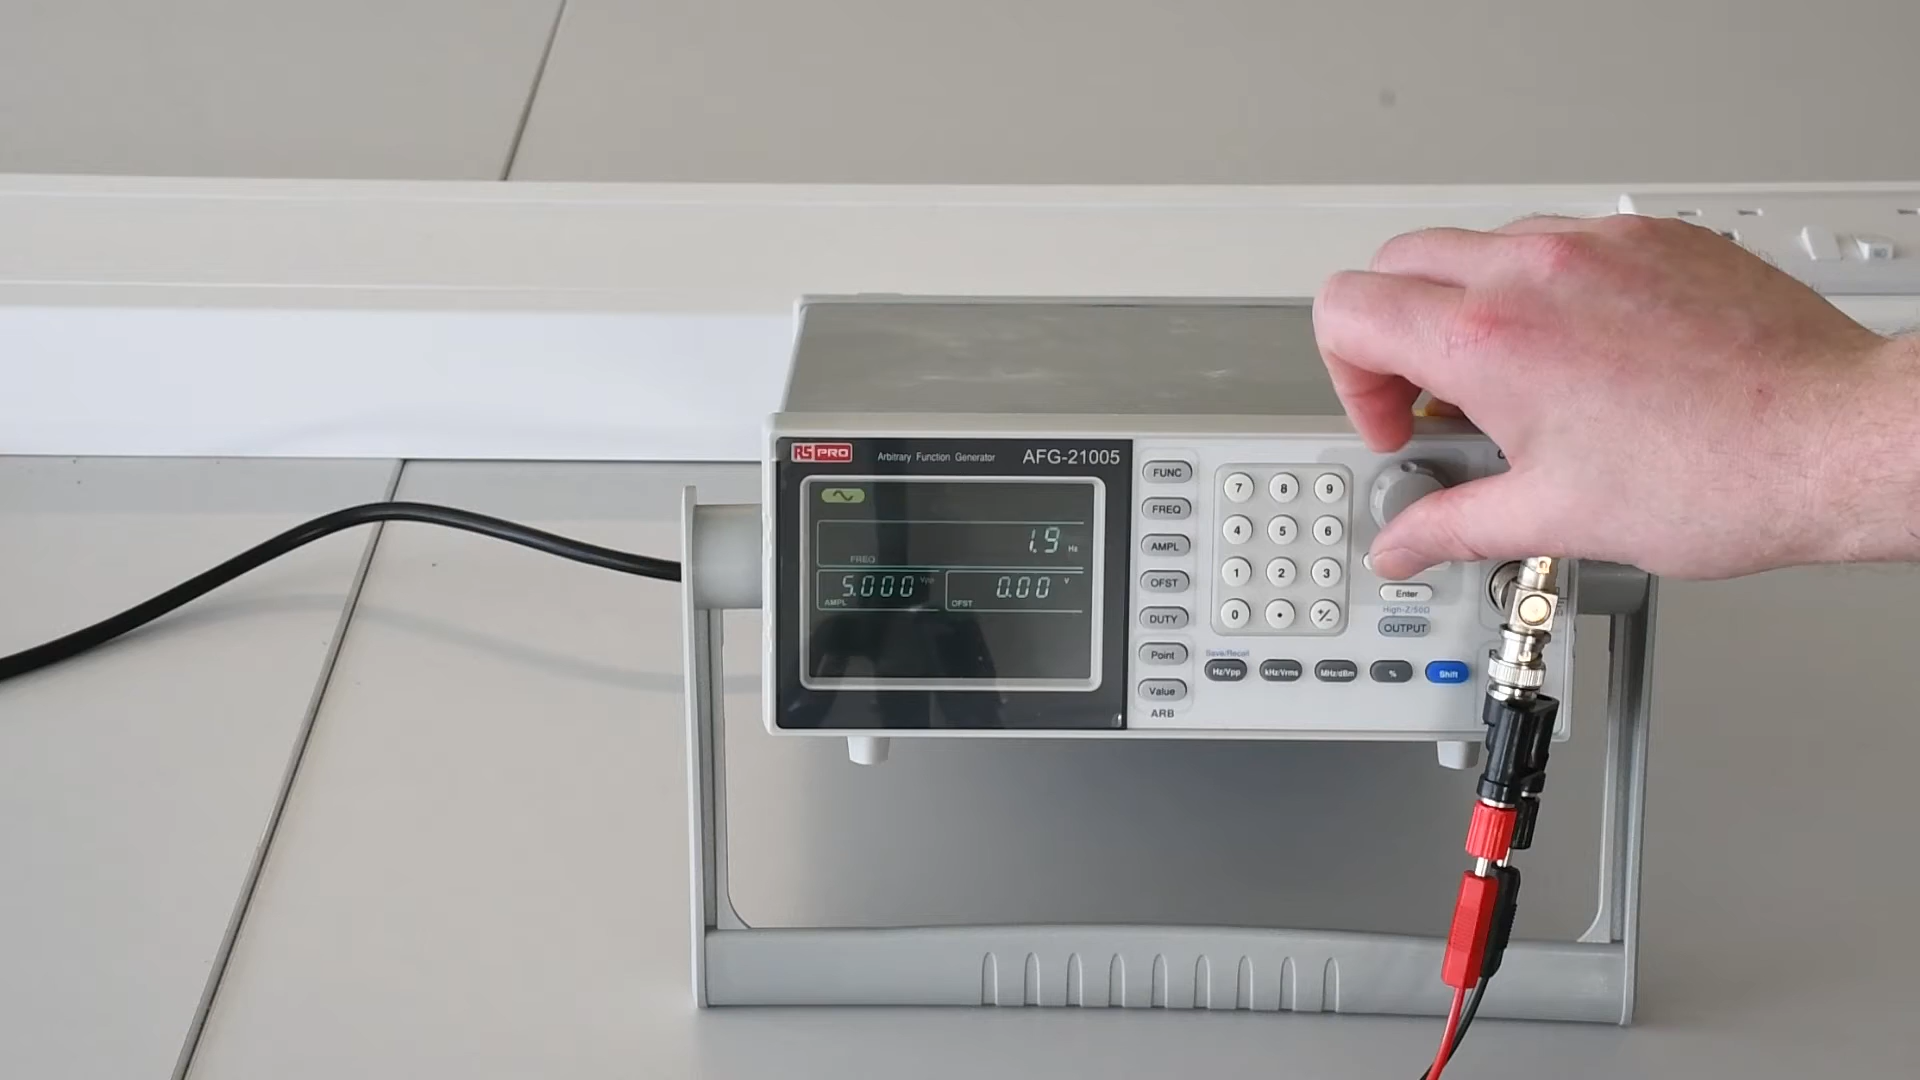 RS PRO
Arbitrary Function Generator
AFG-21005
1.9 Hz
FREQ
5.000 Vpp
AMPL
0.00 V
OFST
FUNC
FREQ
AMPL
OFST
DUTY
Point
Value
ARB
7 8 9
4 5 6
1 2 3
0 • +/-
Enter
High-Z/50Ω
OUTPUT
Save/Recall
Hz/Vpp
kHz/Vrms
MHz/dBm
%
Shift